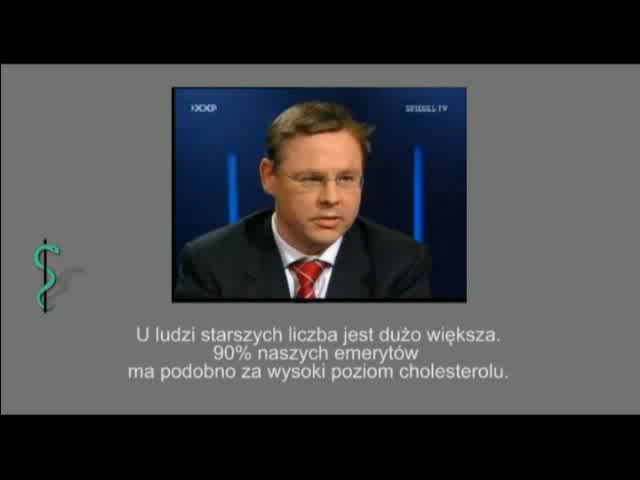 XXP
SPIEGEL TV
U ludzi starszych liczba jest dużo większa.
90% naszych emerytów
ma podobno za wysoki poziom cholesterolu.